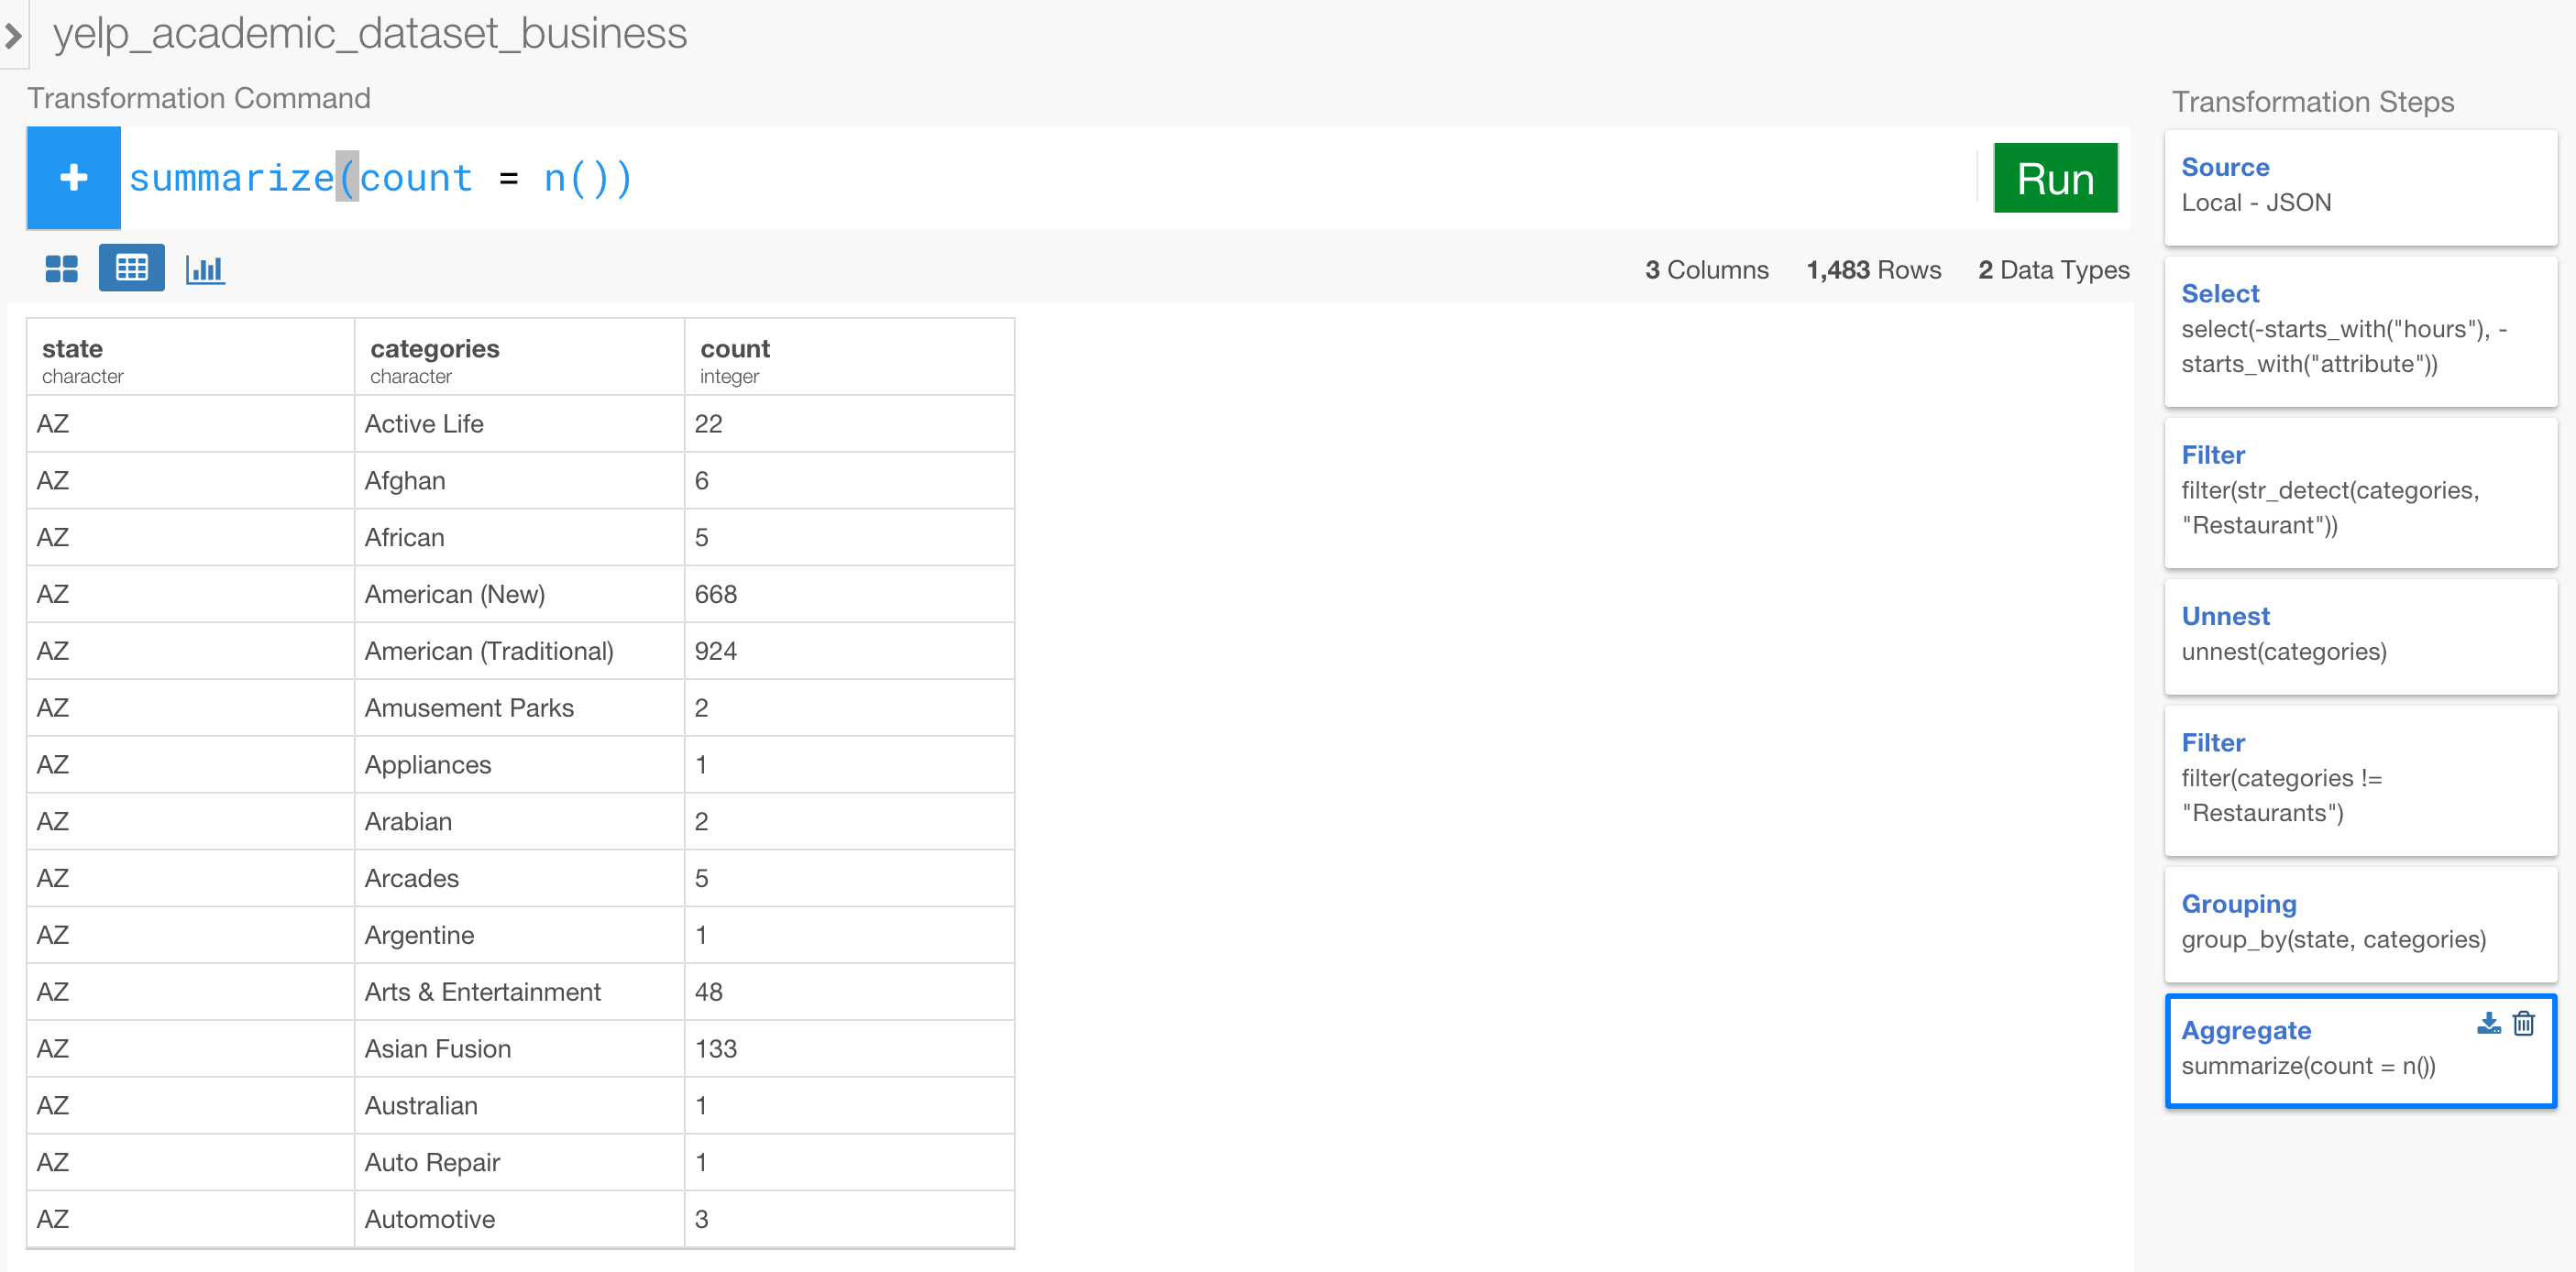 yelp_academic_dataset_business
Transformation Command
summarize(count = n())
Run
3 Columns 1,483 Rows 2 Data Types
state categories count
character character integer
AZ Active Life 22
AZ Afghan 6
AZ African 5
AZ American (New) 668
AZ American (Traditional) 924
AZ Amusement Parks 2
AZ Appliances 1
AZ Arabian 2
AZ Arcades 5
AZ Argentine 1
AZ Arts & Entertainment 48
AZ Asian Fusion 133
AZ Australian 1
AZ Auto Repair 1
AZ Automotive 3
Transformation Steps
Source
Local - JSON
Select
select(-starts_with("hours"), -
starts_with("attribute"))
Filter
filter(str_detect(categories,
"Restaurant"))
Unnest
unnest(categories)
Filter
filter(categories !=
"Restaurants")
Grouping
group_by(state, categories)
Aggregate
summarize(count = n())